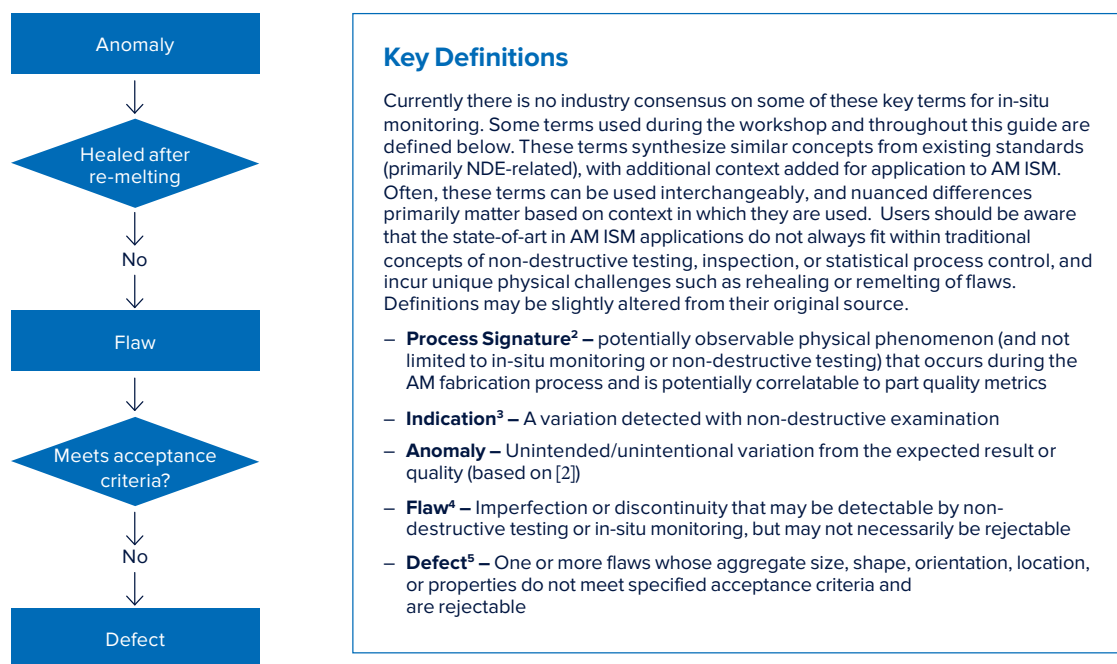 Anomaly
Healed after
re-melting
No
Flaw
Meets acceptance
criteria?
No
Defect
Key Definitions
Currently there is no industry consensus on some of these key terms for in-situ
monitoring. Some terms used during the workshop and throughout this guide are
defined below. These terms synthesize similar concepts from existing standards
(primarily NDE-related), with additional context added for application to AM ISM.
Often, these terms can be used interchangeably, and nuanced differences
primarily matter based on context in which they are used.  Users should be aware
that the state-of-art in AM ISM applications do not always fit within traditional
concepts of non-destructive testing, inspection, or statistical process control, and
incur unique physical challenges such as rehealing or remelting of flaws.
Definitions may be slightly altered from their original source.
– Process Signature² – potentially observable physical phenomenon (and not
limited to in-situ monitoring or non-destructive testing) that occurs during the
AM fabrication process and is potentially correlatable to part quality metrics
– Indication³ – A variation detected with non-destructive examination
– Anomaly – Unintended/unintentional variation from the expected result or
quality (based on [2])
– Flaw⁴ – Imperfection or discontinuity that may be detectable by non-
destructive testing or in-situ monitoring, but may not necessarily be rejectable
– Defect⁵ – One or more flaws whose aggregate size, shape, orientation, location,
or properties do not meet specified acceptance criteria and
are rejectable